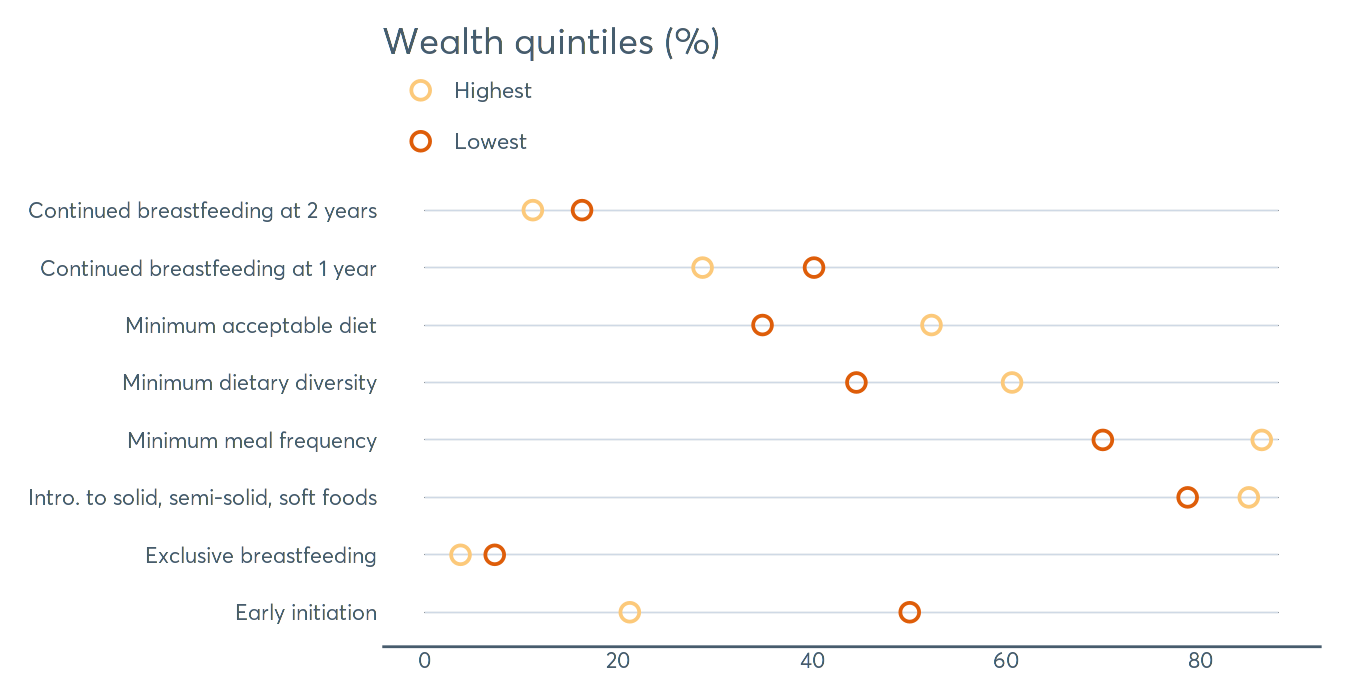 Wealth quintiles (%)
Highest
Lowest
Continued breastfeeding at 2 years
Continued breastfeeding at 1 year
Minimum acceptable diet
Minimum dietary diversity
Minimum meal frequency
Intro. to solid, semi-solid, soft foods
Exclusive breastfeeding
Early initiation
0 20 40 60 80